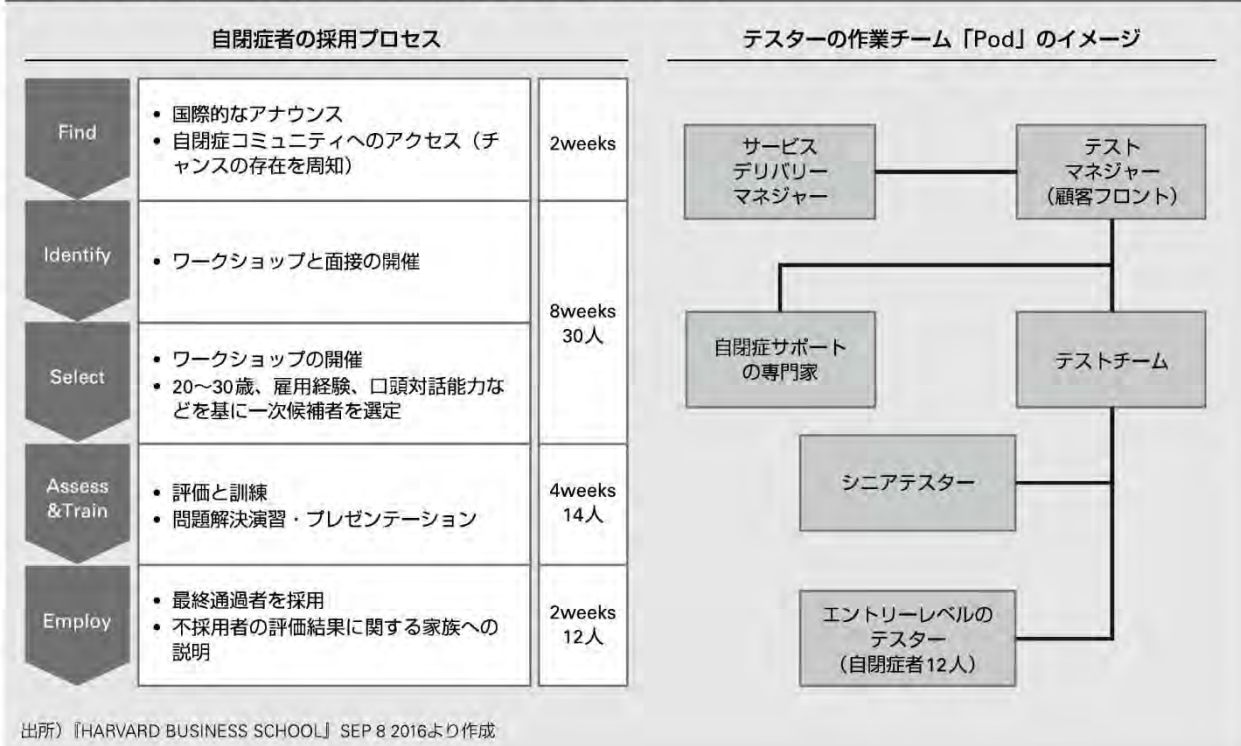 自閉症者の採用プロセス
Find
• 国際的なアナウンス
• 自閉症コミュニティへのアクセス（チ
ャンスの存在を周知）
2weeks
Identify
• ワークショップと面接の開催
8weeks
30人
Select
• ワークショップの開催
• 20〜30歳、雇用経験、口頭対話能力な
どを基に一次候補者を選定
Assess
&Train
• 評価と訓練
• 問題解決演習・プレゼンテーション
4weeks
14人
Employ
• 最終通過者を採用
• 不採用者の評価結果に関する家族への
説明
2weeks
12人
テスターの作業チーム「Pod」のイメージ
サービス
デリバリー
マネジャー
テスト
マネジャー
（顧客フロント）
自閉症サポート
の専門家
テストチーム
シニアテスター
エントリーレベルの
テスター
（自閉症者12人）
出所）『HARVARD BUSINESS SCHOOL』SEP 8 2016より作成